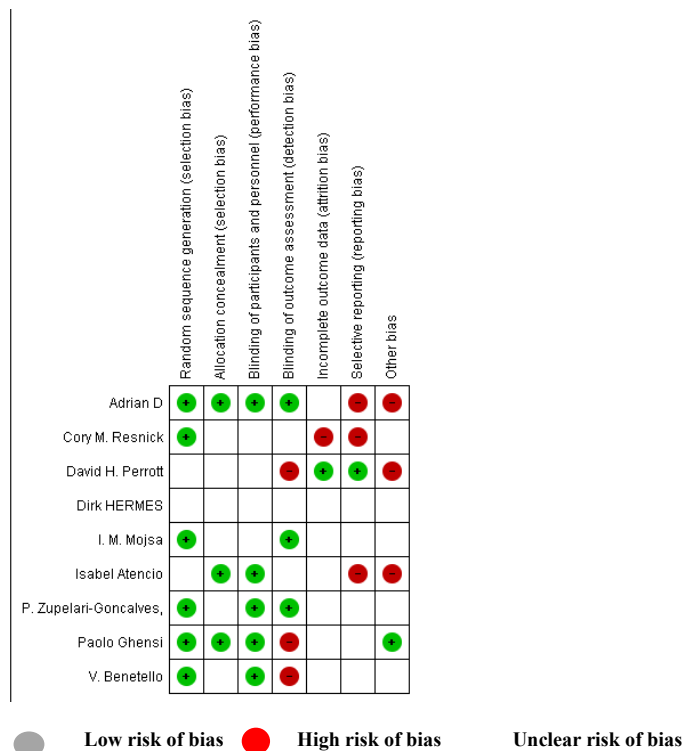 Random sequence generation (selection bias)
Allocation concealment (selection bias)
Blinding of participants and personnel (performance bias)
Blinding of outcome assessment (detection bias)
Incomplete outcome data (attrition bias)
Selective reporting (reporting bias)
Other bias
Adrian D + + + + - -
Cory M. Resnick + - -
David H. Perrott - + + -
Dirk HERMES
I. M. Mojsa + +
Isabel Atencio + + - -
P. Zupelari-Goncalves, + + +
Paolo Ghensi + + + - +
V. Benetello + + -
Low risk of bias High risk of bias Unclear risk of bias